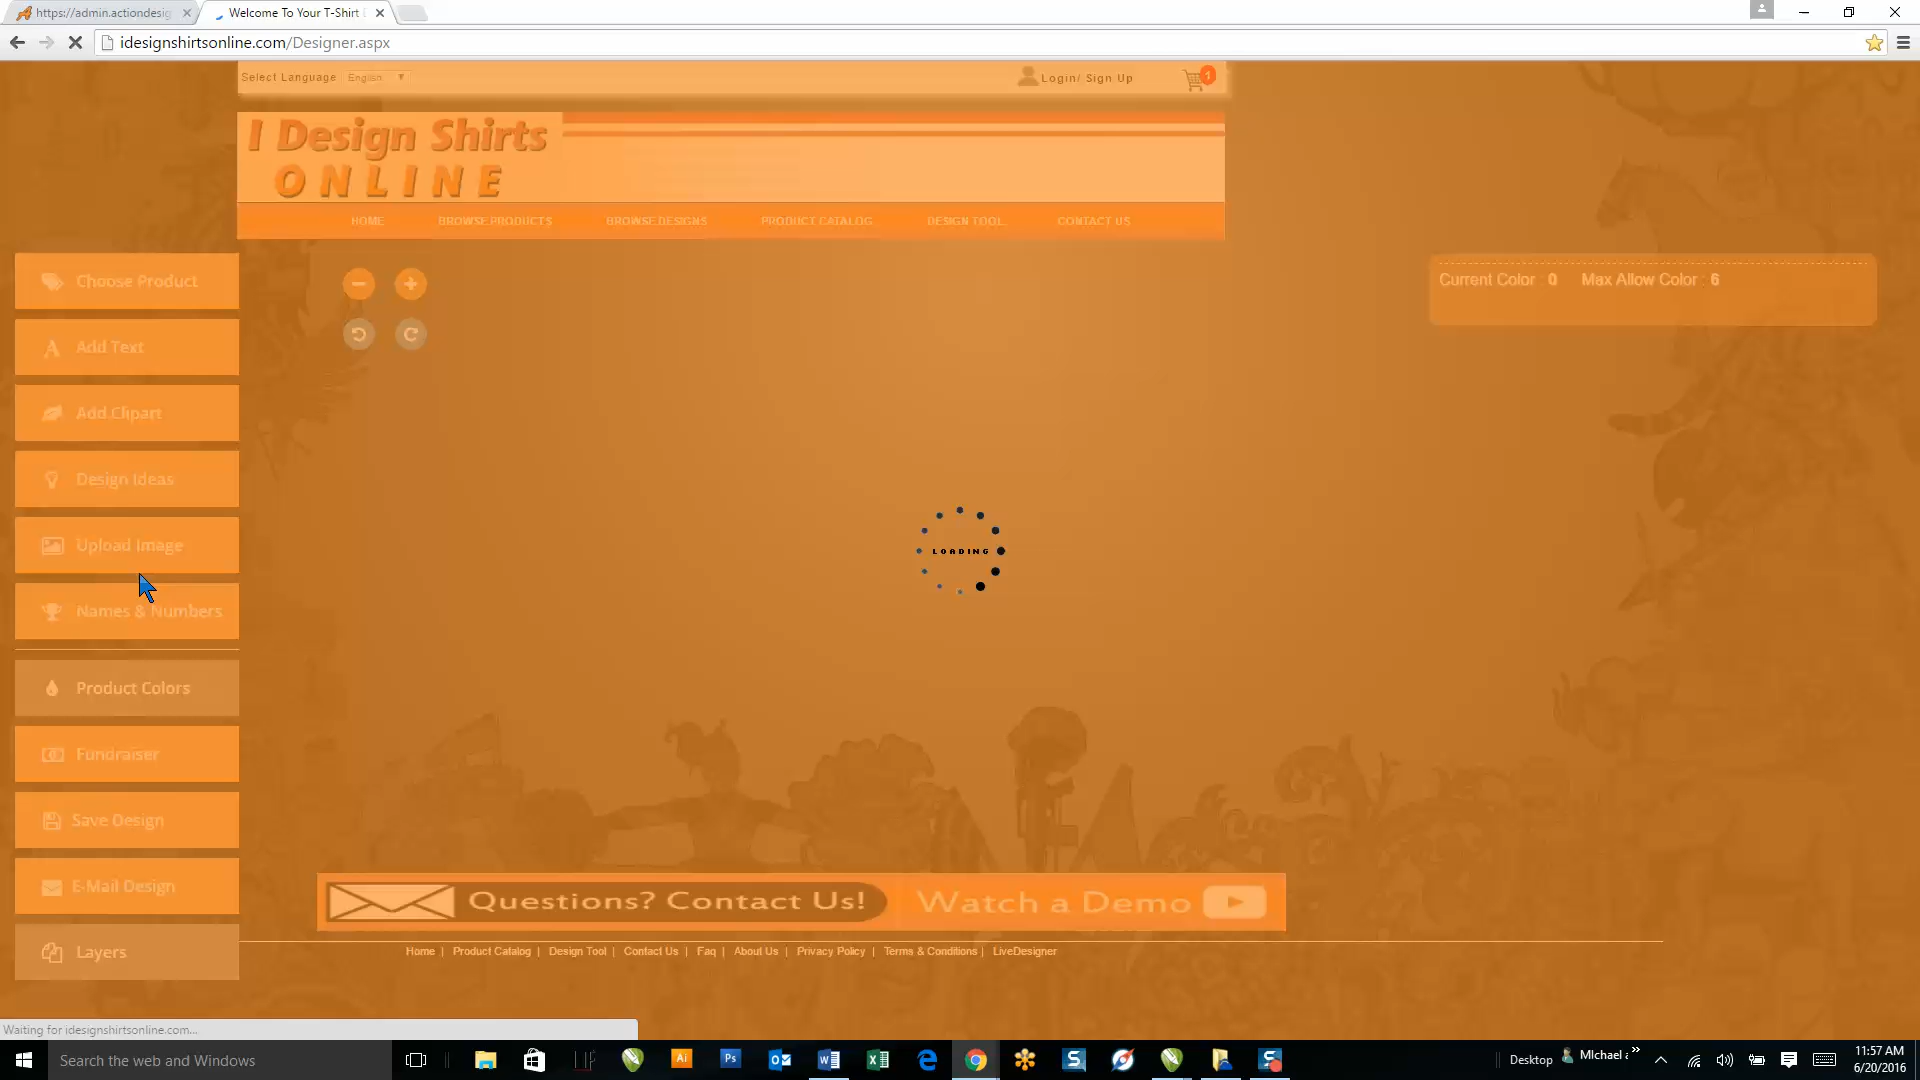 https://admin.actiondesig
Welcome To Your T-Shirt
idesignshirtsonline.com/Designer.aspx
Select Language English
Login/ Sign Up
1
I Design Shirts
ONLINE
HOME BROWSE PRODUCTS BROWSE DESIGNS PRODUCT CATALOG DESIGN TOOL CONTACT US
Choose Product
Current Color : 0 Max Allow Color : 6
Add Text
Add Clipart
Design Ideas
Upload Image
LOADING
Names & Numbers
Product Colors
Fundraiser
Save Design
E-Mail Design
Questions? Contact Us! Watch a Demo
Layers
Home | Product Catalog | Design Tool | Contact Us | Faq | About Us | Privacy Policy | Terms & Conditions | LiveDesigner
Waiting for idesignshirtsonline.com...
Search the web and Windows
Ai
Ps
Desktop
MIchael
11:57 AM
6/20/2016